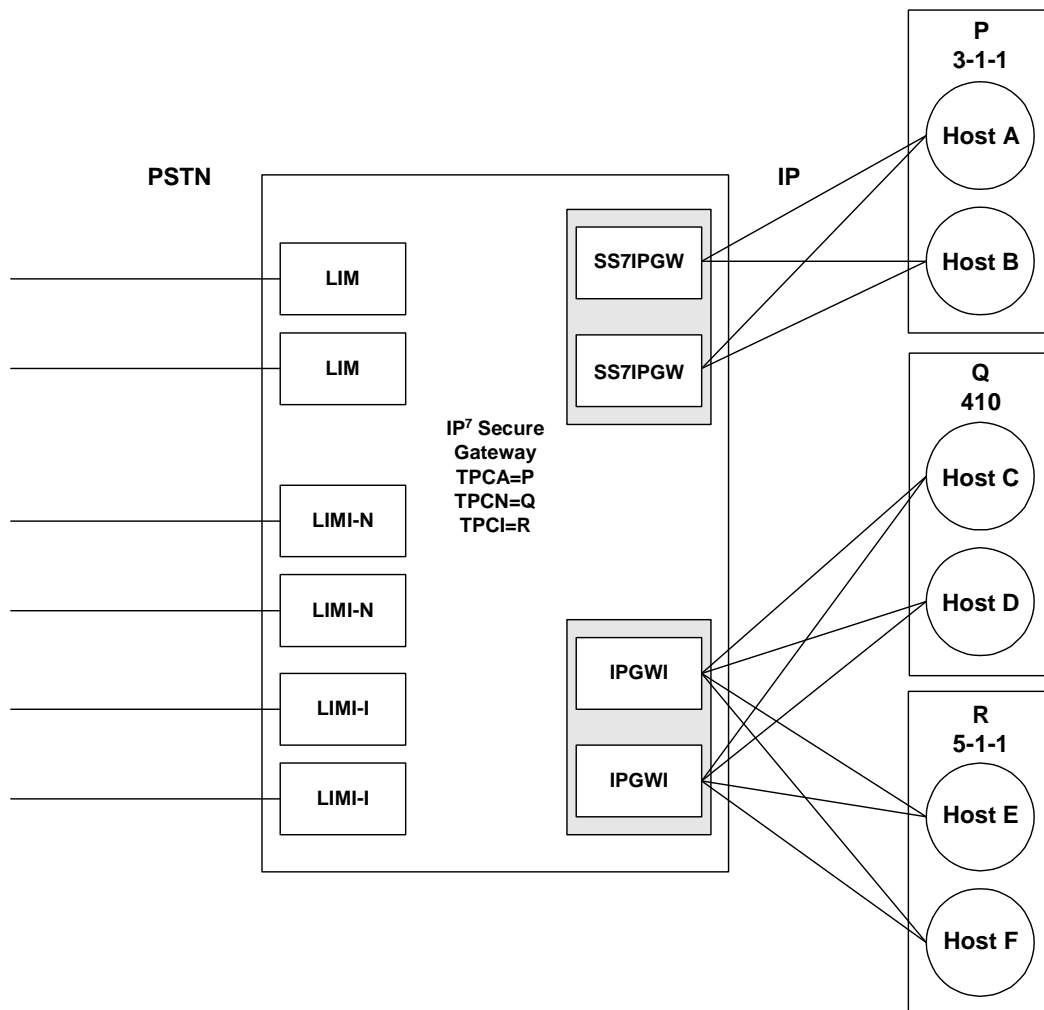 P
3-1-1
Host A
Host B
PSTN
IP
LIM
LIM
SS7IPGW
SS7IPGW
IP⁷ Secure
Gateway
TPCA=P
TPCN=Q
TPCI=R
Q
410
Host C
Host D
LIMI-N
LIMI-N
LIMI-I
LIMI-I
IPGWI
IPGWI
R
5-1-1
Host E
Host F